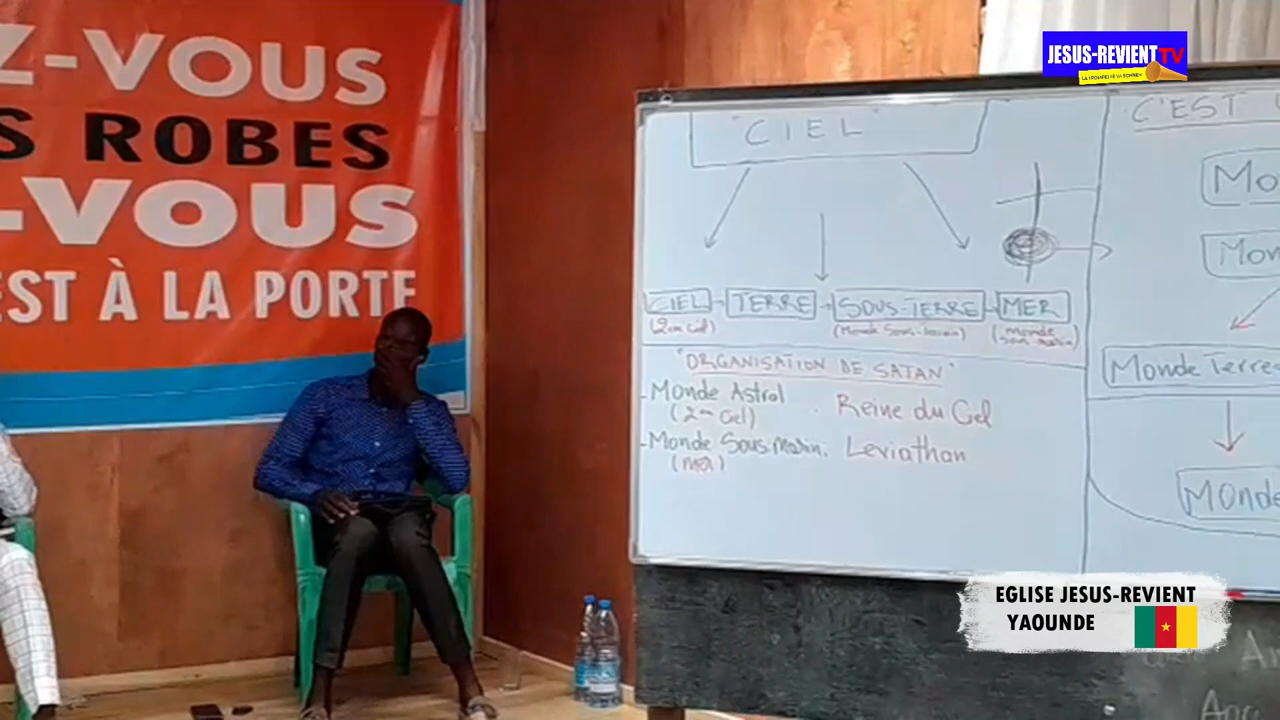 Z-VOUS
S ROBES
-VOUS
EST À LA PORTE
JESUS-REVIENT TV
"CIEL"
CIEL TERRE SOUS-TERRE MER
(2em Ciel) (Monde Sous-terrain) (monde sous marin)
"ORGANISATION DE SATAN"
- Monde Astral
(2em Ciel) . Reine du Ciel
- Monde Sous-Marin. Leviathan
(Mer)
C'EST
Mo
Mon
Monde Terres
Monde
EGLISE JESUS-REVIENT
YAOUNDE